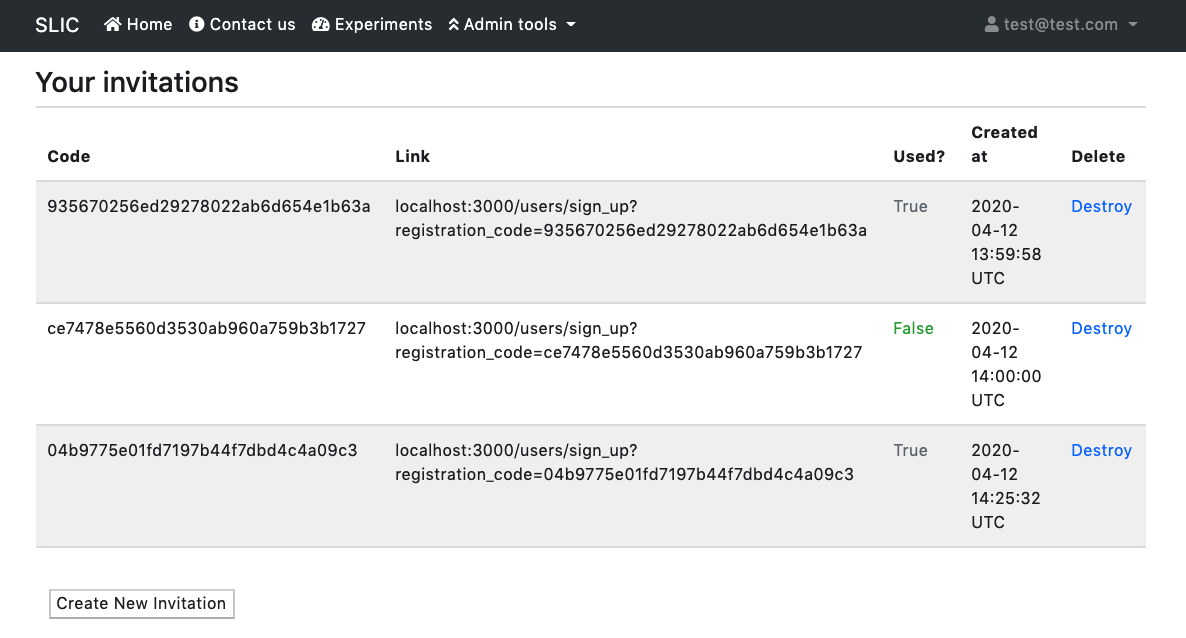 SLIC Home Contact us Experiments Admin tools test@test.com
Your invitations
Code Link Used? Created at Delete
935670256ed29278022ab6d654e1b63a localhost:3000/users/sign_up? True 2020- Destroy
registration_code=935670256ed29278022ab6d654e1b63a 04-12
13:59:58
UTC
ce7478e5560d3530ab960a759b3b1727 localhost:3000/users/sign_up? False 2020- Destroy
registration_code=ce7478e5560d3530ab960a759b3b1727 04-12
14:00:00
UTC
04b9775e01fd7197b44f7dbd4c4a09c3 localhost:3000/users/sign_up? True 2020- Destroy
registration_code=04b9775e01fd7197b44f7dbd4c4a09c3 04-12
14:25:32
UTC
Create New Invitation